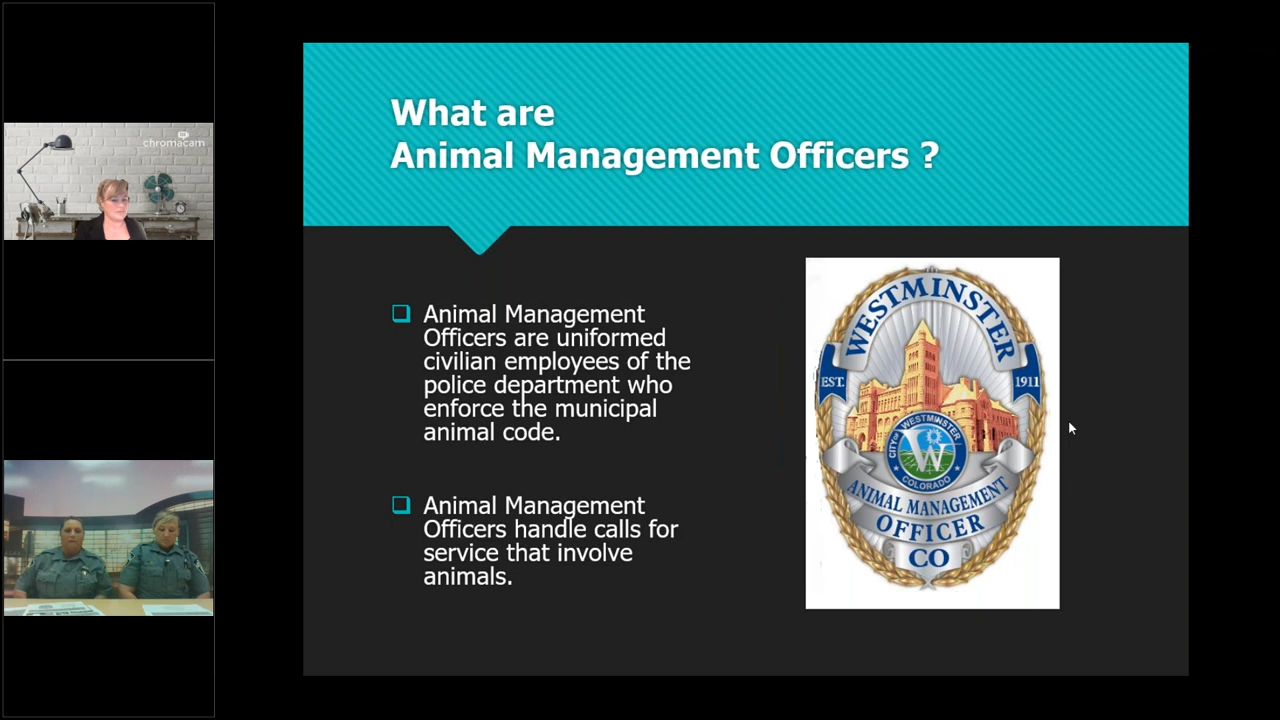 chromacam
What are
Animal Management Officers ?
❑ Animal Management
Officers are uniformed
civilian employees of the
police department who
enforce the municipal
animal code.
❑ Animal Management
Officers handle calls for
service that involve
animals.
WESTMINSTER
EST. 1911
CITY OF WESTMINSTER
W
COLORADO
ANIMAL MANAGEMENT
OFFICER
CO